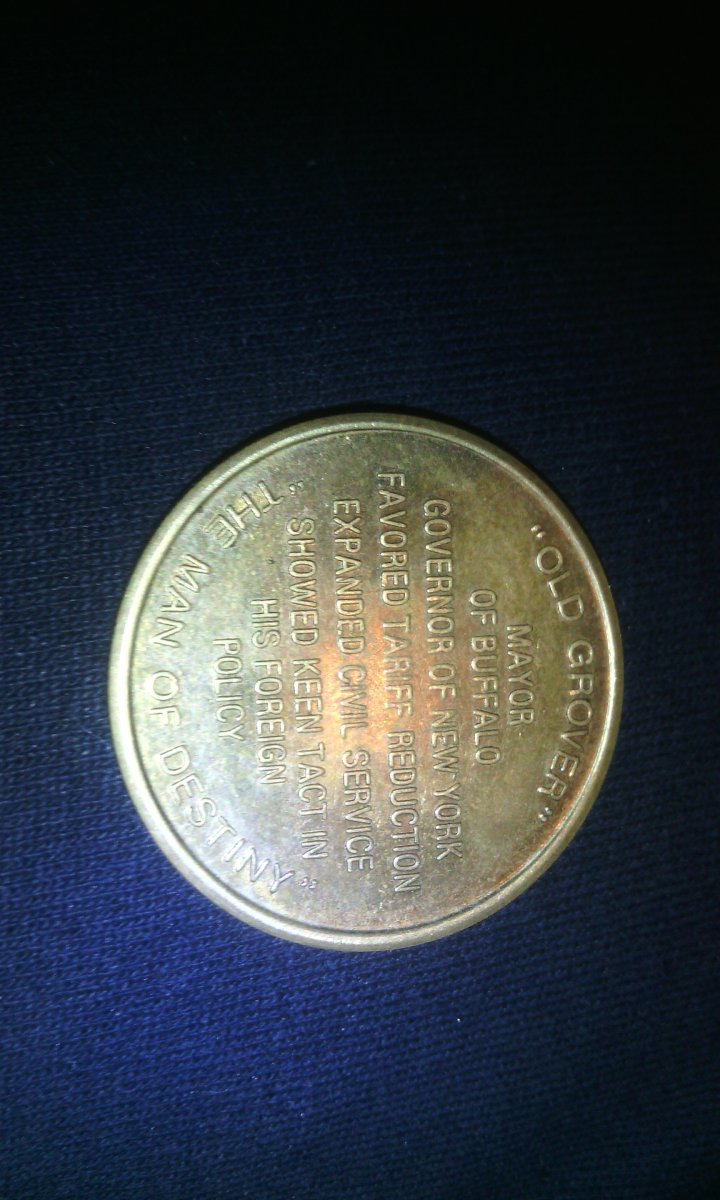 "OLD GROVER"
MAYOR
OF BUFFALO
GOVERNOR OF NEW YORK
FAVORED TARIFF REDUCTION
EXPANDED CIVIL SERVICE
SHOWED KEEN TACT IN
HIS FOREIGN
POLICY
"THE MAN OF DESTINY"